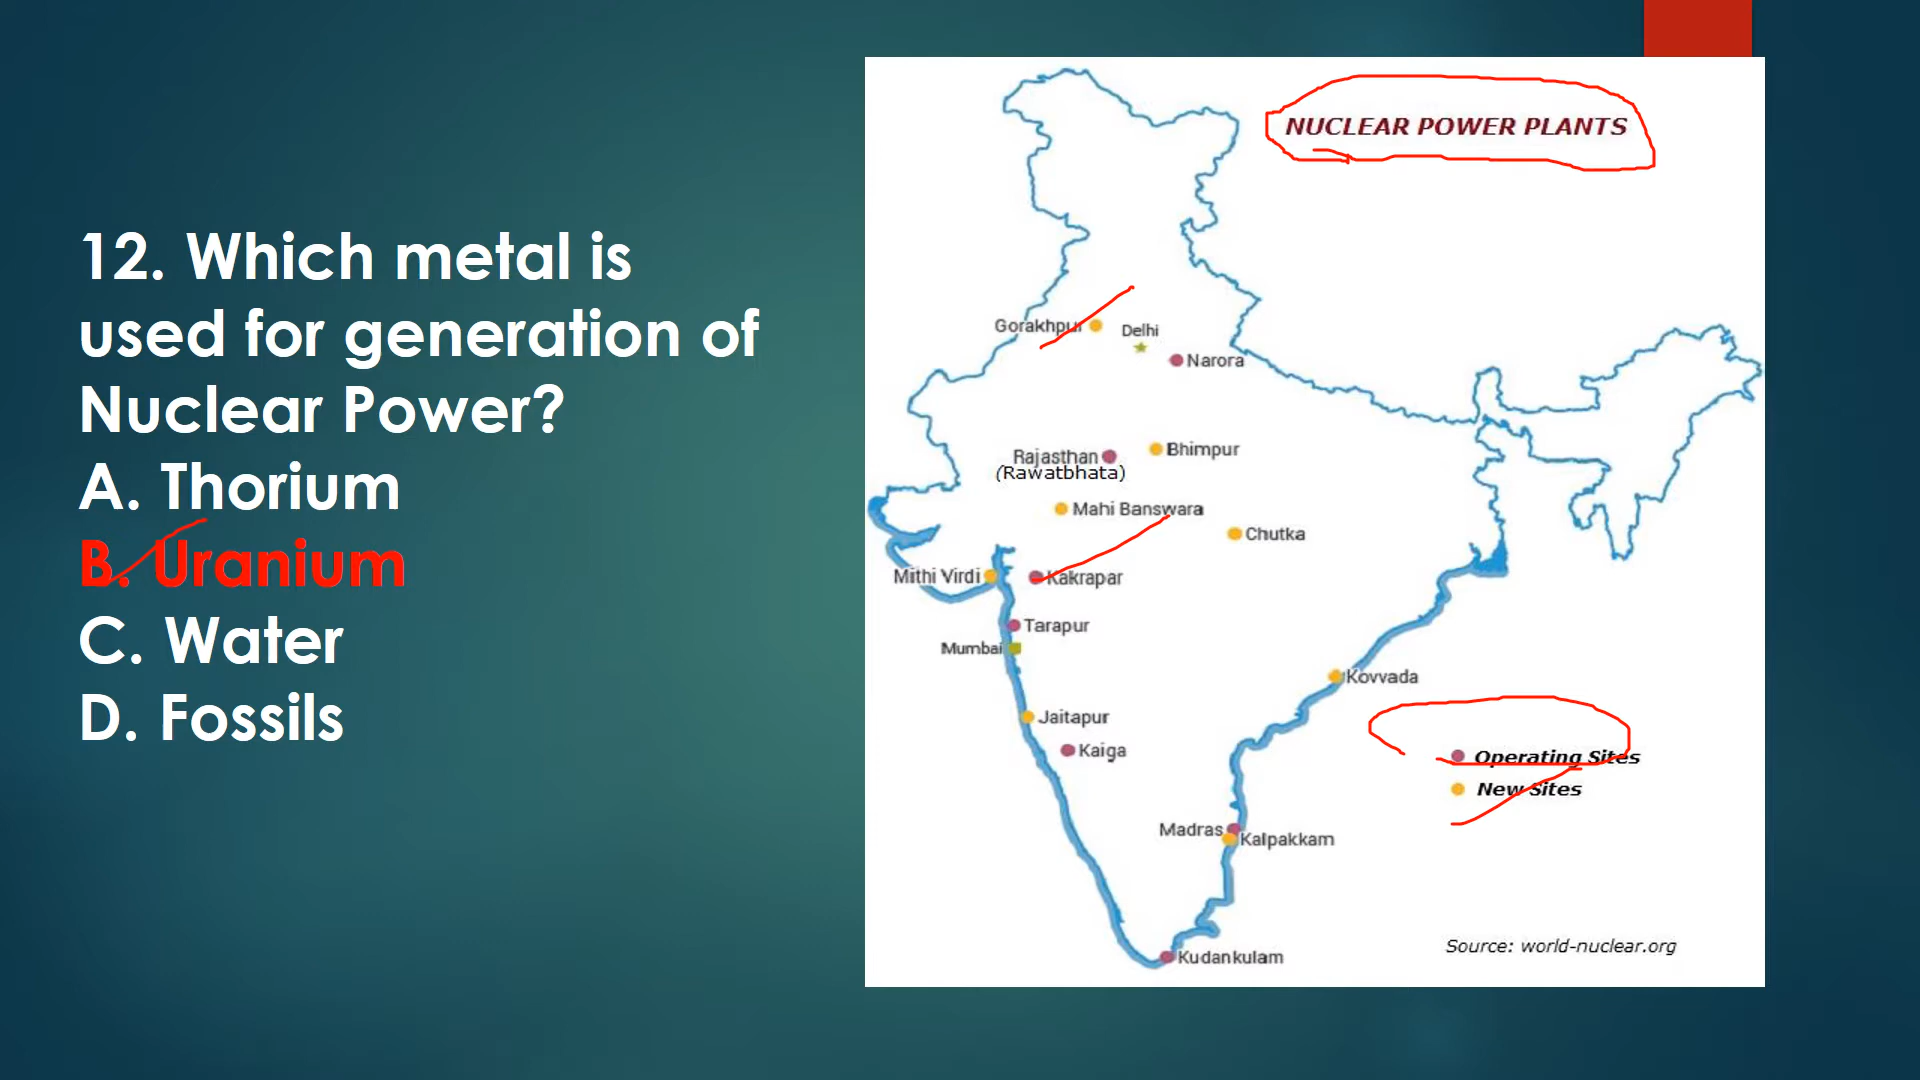 12. Which metal is
used for generation of
Nuclear Power?
A. Thorium
B. Uranium
C. Water
D. Fossils
NUCLEAR POWER PLANTS
Gorakhpur
Delhi
Narora
Rajasthan
(Rawatbhata)
Bhimpur
Mahi Banswara
Chutka
Mithi Virdi
Kakrapar
Tarapur
Mumbai
Kovvada
Jaitapur
Kaiga
Operating Sites
New Sites
Madras
Kalpakkam
Kudankulam
Source: world-nuclear.org